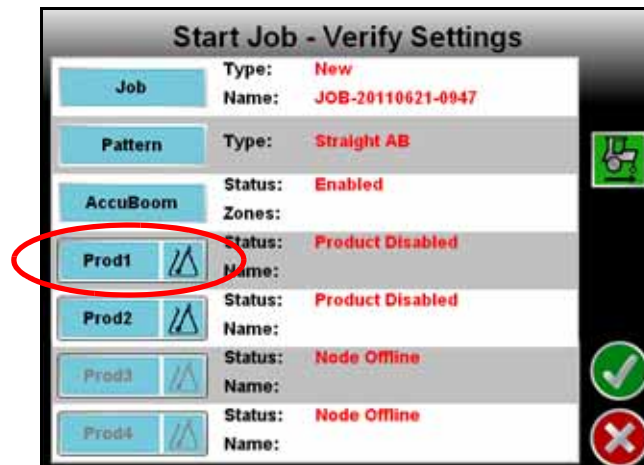 Start Job - Verify Settings
Job
Type: New
Name: JOB-20110621-0947
Pattern
Type: Straight AB
AccuBoom
Status: Enabled
Zones:
Prod1
Status: Product Disabled
Name:
Prod2
Status: Product Disabled
Name:
Prod3
Status: Node Offline
Name:
Prod4
Status: Node Offline
Name: